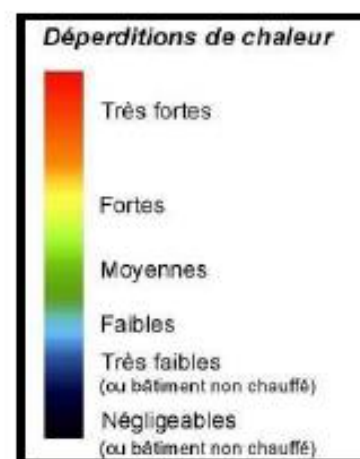 Déperditions de chaleur
Très fortes
Fortes
Moyennes
Faibles
Très faibles
(ou bâtiment non chauffé)
Négligeables
(ou bâtiment non chauffé)